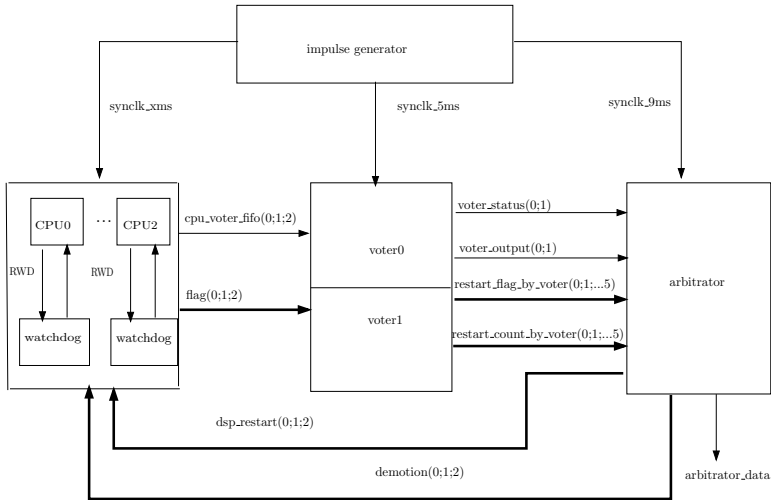 impulse generator
synclk_xms
synclk_5ms
synclk_9ms
CPU0
...
CPU2
RWD
RWD
watchdog
watchdog
cpu_voter_fifo(0;1;2)
flag(0;1;2)
voter0
voter1
voter_status(0;1)
voter_output(0;1)
restart_flag_by_voter(0;1;...5)
restart_count_by_voter(0;1;...5)
arbitrator
dsp_restart(0;1;2)
demotion(0;1;2)
arbitrator_data